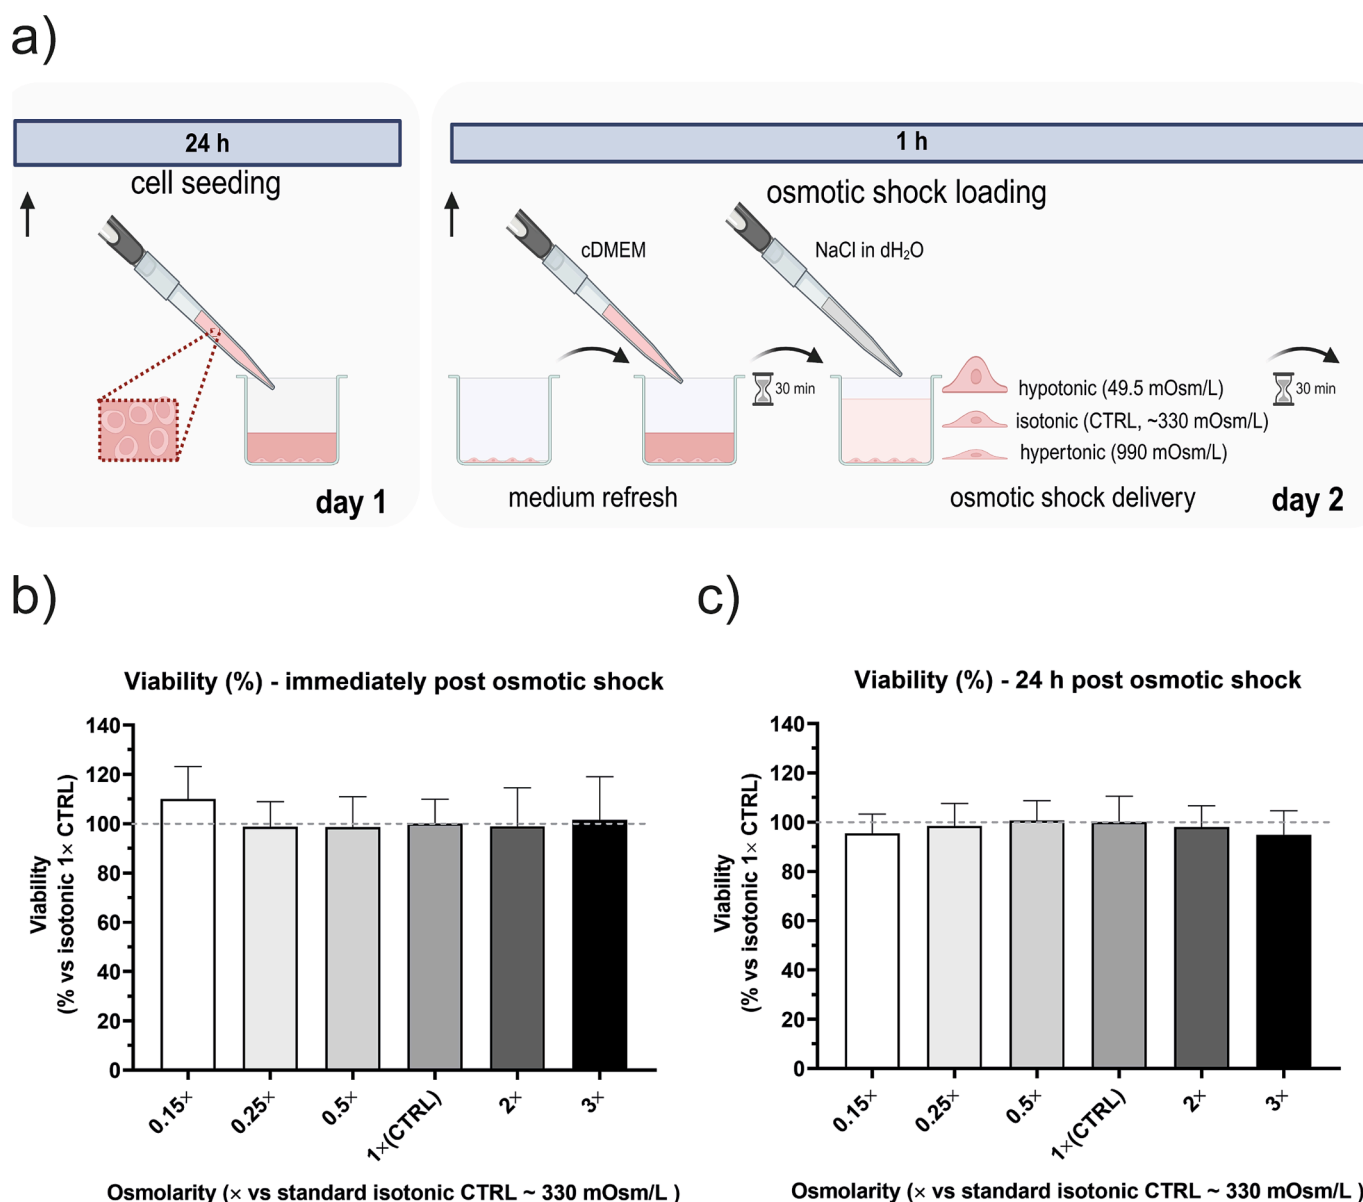 a)
24 h
cell seeding
day 1
1 h
osmotic shock loading
cDMEM
NaCl in dH₂O
30 min
hypotonic (49.5 mOsm/L)
isotonic (CTRL, ~330 mOsm/L)
hypertonic (990 mOsm/L)
30 min
medium refresh
osmotic shock delivery
day 2
b)
Viability (%) - immediately post osmotic shock
Viability
(% vs isotonic 1× CTRL)
140
120
100
80
60
40
20
0
0.15×
0.25×
0.5×
1×(CTRL)
2×
3×
Osmolarity (× vs standard isotonic CTRL ~ 330 mOsm/L )
c)
Viability (%) - 24 h post osmotic shock
Viability
(% vs isotonic 1× CTRL)
140
120
100
80
60
40
20
0
0.15×
0.25×
0.5×
1×(CTRL)
2×
3×
Osmolarity (× vs standard isotonic CTRL ~ 330 mOsm/L )